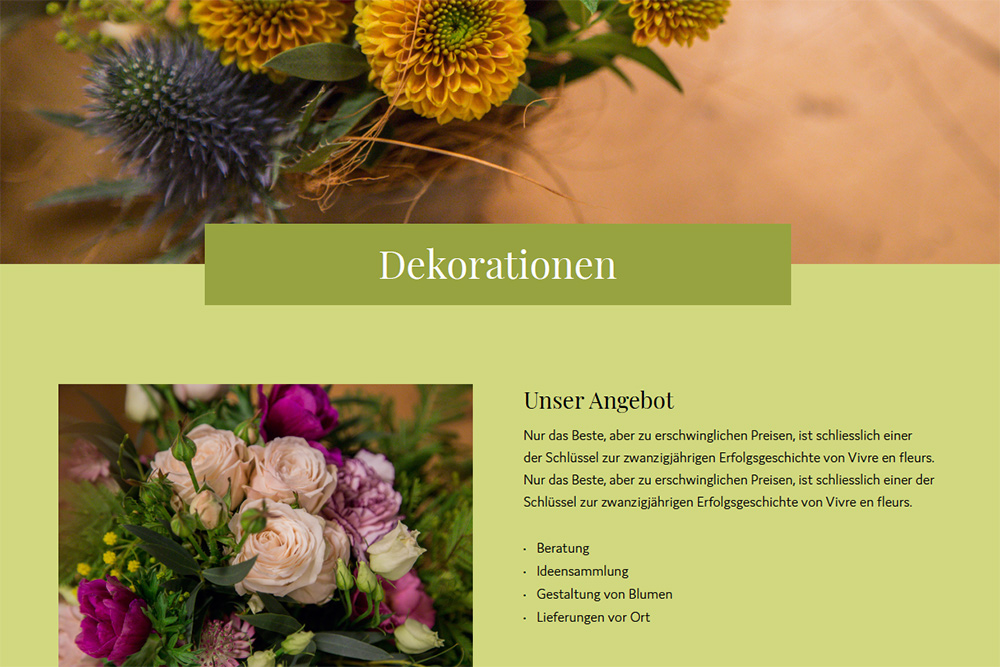 Dekorationen
Unser Angebot
Nur das Beste, aber zu erschwinglichen Preisen, ist schliesslich einer
der Schlüssel zur zwanzigjährigen Erfolgsgeschichte von Vivre en fleurs.
Nur das Beste, aber zu erschwinglichen Preisen, ist schliesslich einer der
Schlüssel zur zwanzigjährigen Erfolgsgeschichte von Vivre en fleurs.
· Beratung
· Ideensammlung
· Gestaltung von Blumen
· Lieferungen vor Ort